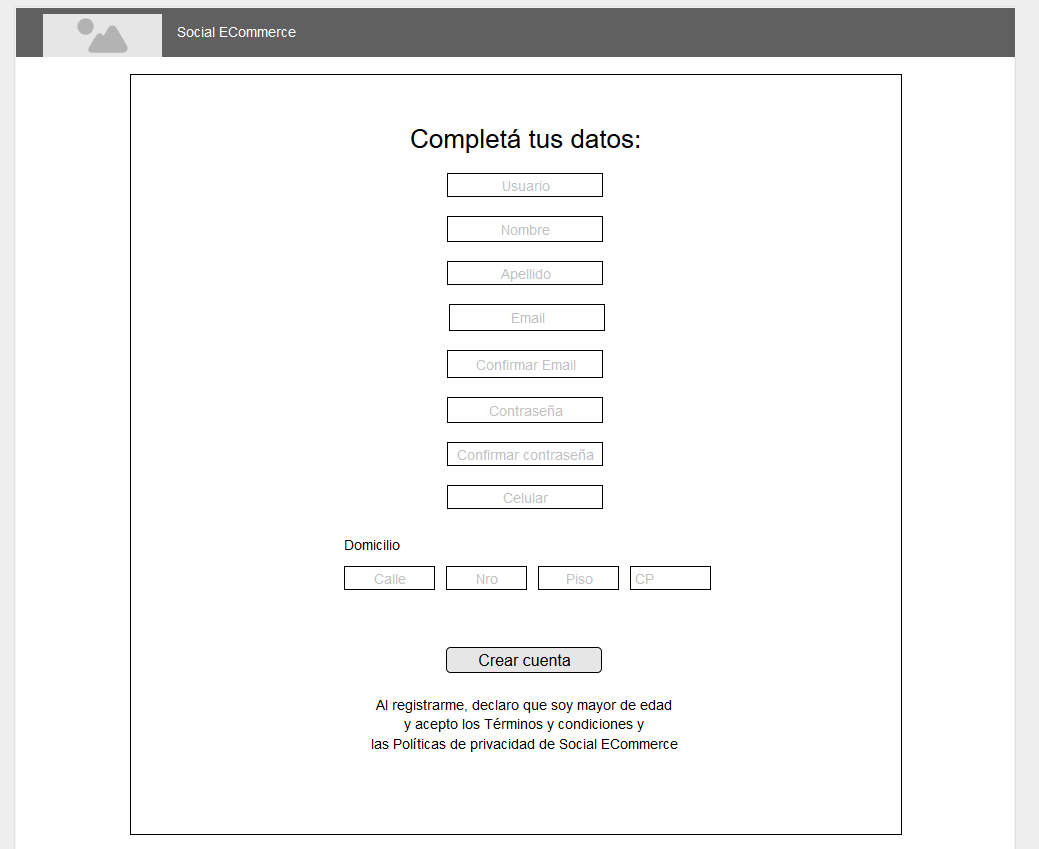 Social ECommerce
Completá tus datos:
Usuario
Nombre
Apellido
Email
Confirmar Email
Contraseña
Confirmar contraseña
Celular
Domicilio
Calle Nro Piso CP
Crear cuenta
Al registrarme, declaro que soy mayor de edad
y acepto los Términos y condiciones y
las Políticas de privacidad de Social ECommerce